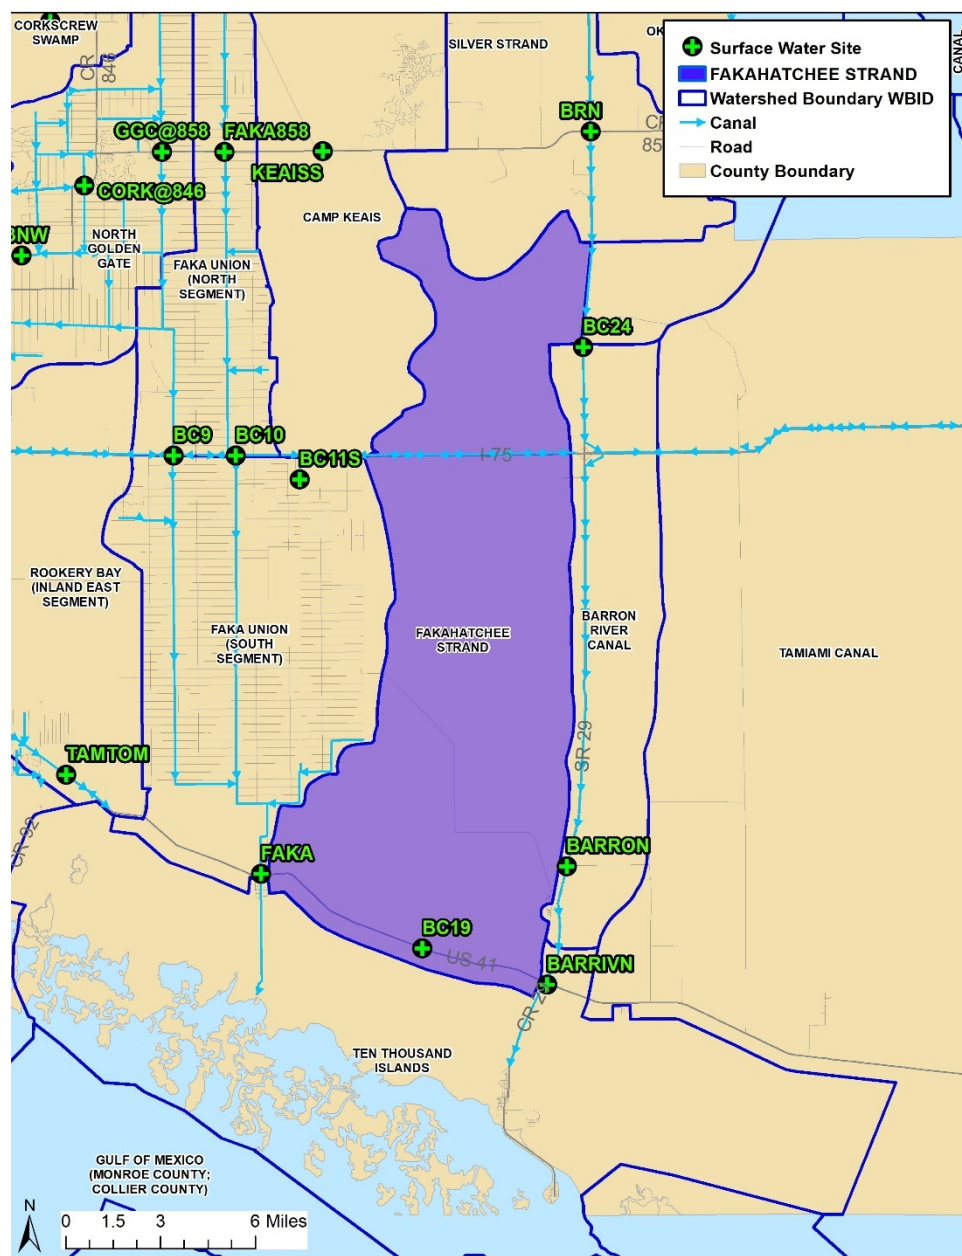 CORKSCREW
SWAMP
CR
846
SILVER STRAND
OK
CANAL
Surface Water Site
FAKAHATCHEE STRAND
Watershed Boundary WBID
Canal
Road
County Boundary
BRN
GGC@858
FAKA858
KEAISS
CORK@846
CAMP KEAIS
NORTH
GOLDEN
GATE
FAKA UNION
(NORTH
SEGMENT)
BC24
BC9
BC10
BC11S
I-75
ROOKERY BAY
(INLAND EAST
SEGMENT)
FAKA UNION
(SOUTH
SEGMENT)
FAKAHATCHEE
STRAND
BARRON
RIVER
CANAL
TAMIAMI CANAL
SR 29
TAMTOM
CR 92
FAKA
BARRON
BC19
US 41
BARRIVN
TEN THOUSAND
ISLANDS
GULF OF MEXICO
(MONROE COUNTY;
COLLIER COUNTY)
N
0 1.5 3 6 Miles